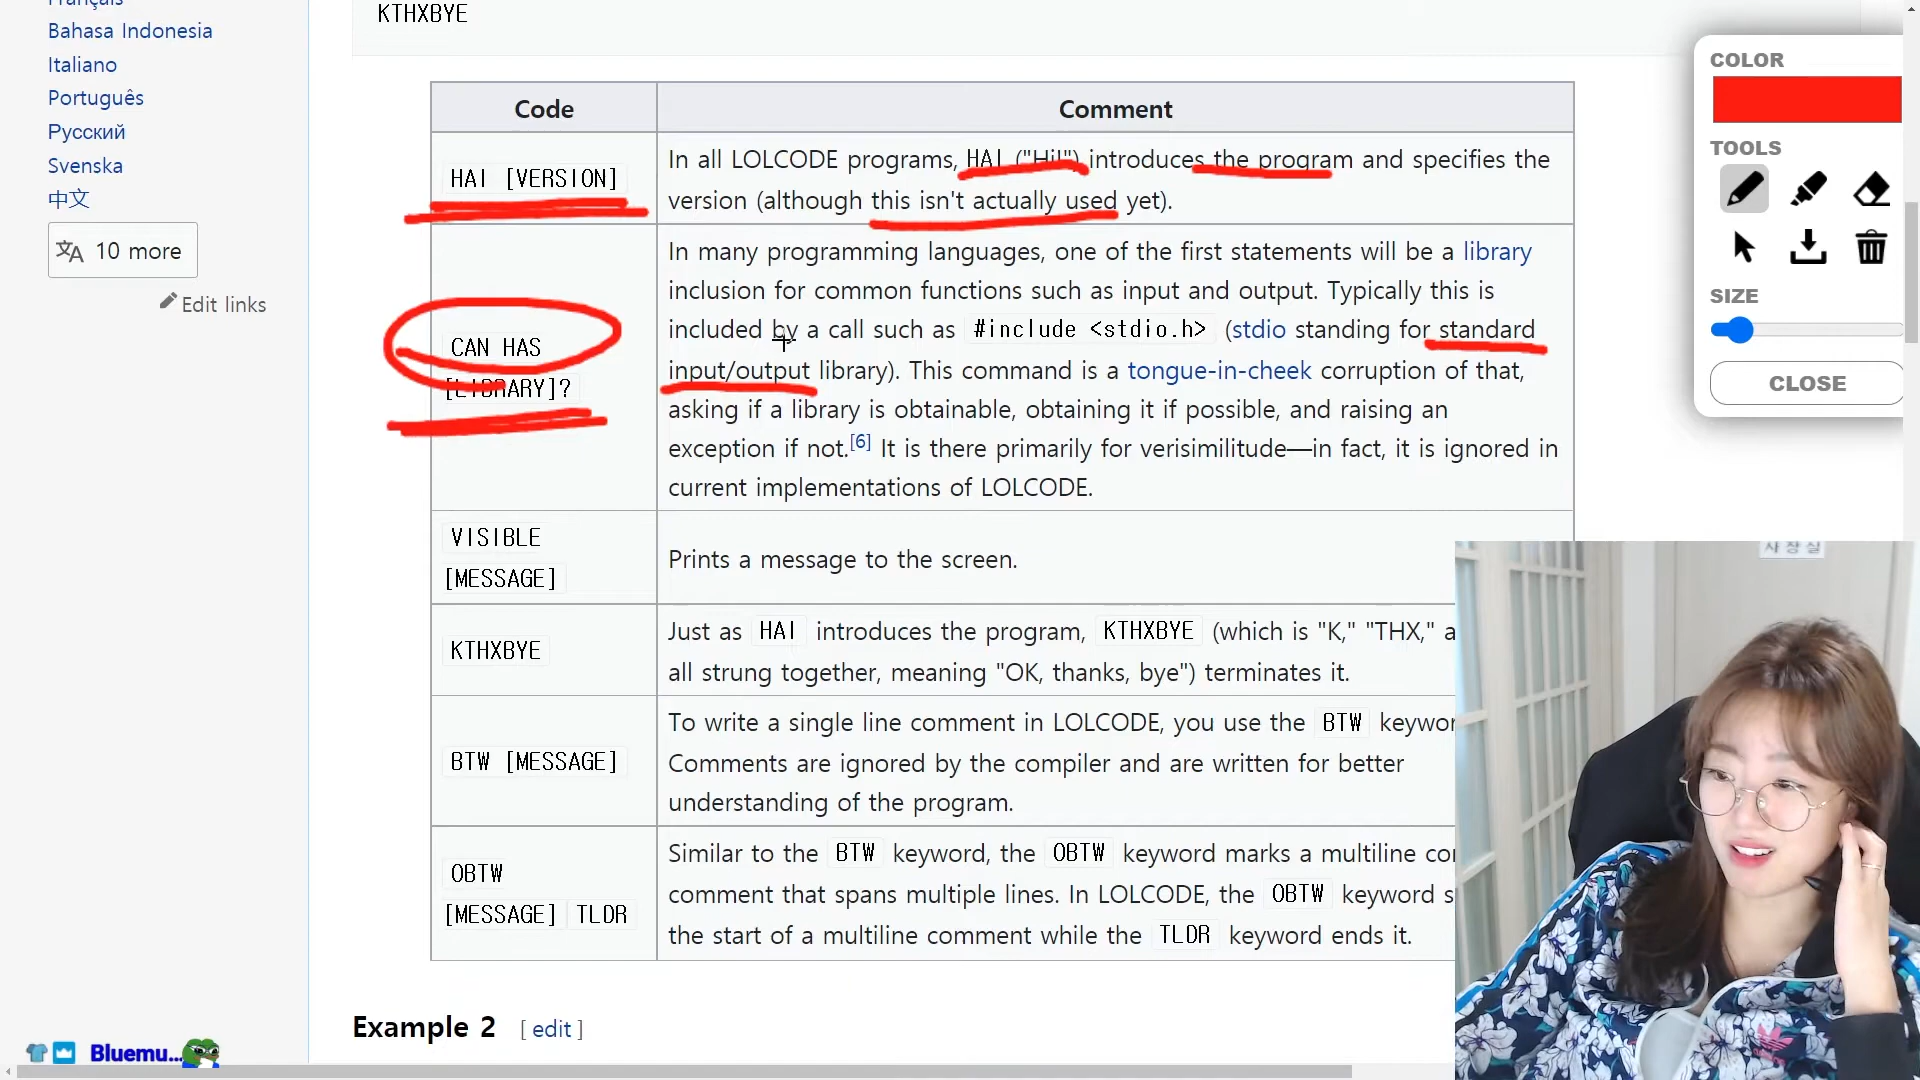 Français
Bahasa Indonesia
Italiano
Português
Русский
Svenska
中文
10 more
Edit links
KTHXBYE
Code Comment
HAI [VERSION]
In all LOLCODE programs, HAI ("Hi!") introduces the program and specifies the
version (although this isn't actually used yet).
CAN HAS
[LIBRARY]?
In many programming languages, one of the first statements will be a library
inclusion for common functions such as input and output. Typically this is
included by a call such as #include <stdio.h> (stdio standing for standard
input/output library). This command is a tongue-in-cheek corruption of that,
asking if a library is obtainable, obtaining it if possible, and raising an
exception if not.[6] It is there primarily for verisimilitude—in fact, it is ignored in
current implementations of LOLCODE.
VISIBLE
[MESSAGE]
Prints a message to the screen.
KTHXBYE
Just as HAI introduces the program, KTHXBYE (which is "K," "THX," a
all strung together, meaning "OK, thanks, bye") terminates it.
BTW [MESSAGE]
To write a single line comment in LOLCODE, you use the BTW keywor
Comments are ignored by the compiler and are written for better
understanding of the program.
OBTW
[MESSAGE] TLDR
Similar to the BTW keyword, the OBTW keyword marks a multiline co
comment that spans multiple lines. In LOLCODE, the OBTW keyword s
the start of a multiline comment while the TLDR keyword ends it.
Example 2 [ edit ]
Bluemu...
COLOR
TOOLS
SIZE
CLOSE
사장실